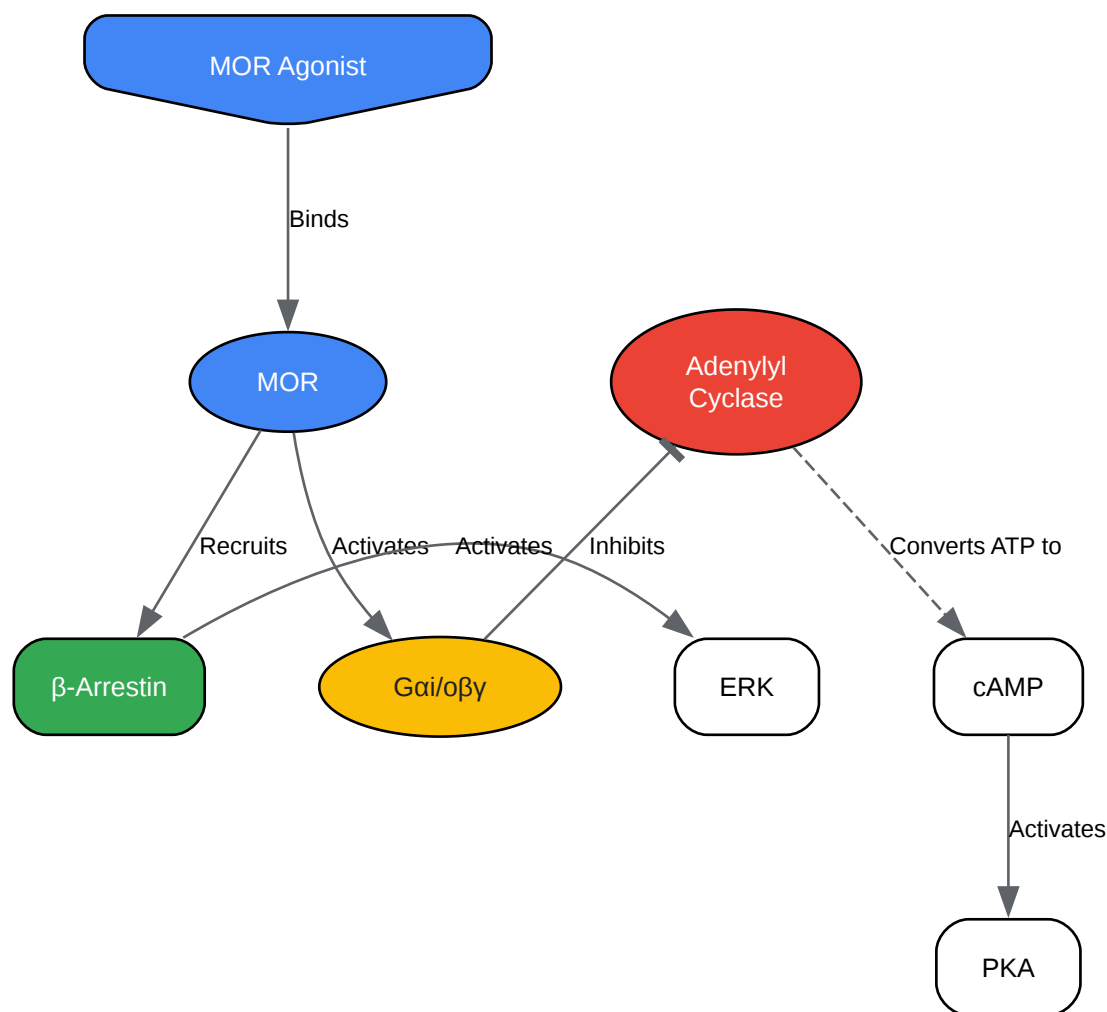 MOR Agonist
Binds
MOR
Adenylyl
Cyclase
Recruits
Activates
Activates
Inhibits
Converts ATP to
β-Arrestin
Gαi/oβγ
ERK
cAMP
Activates
PKA